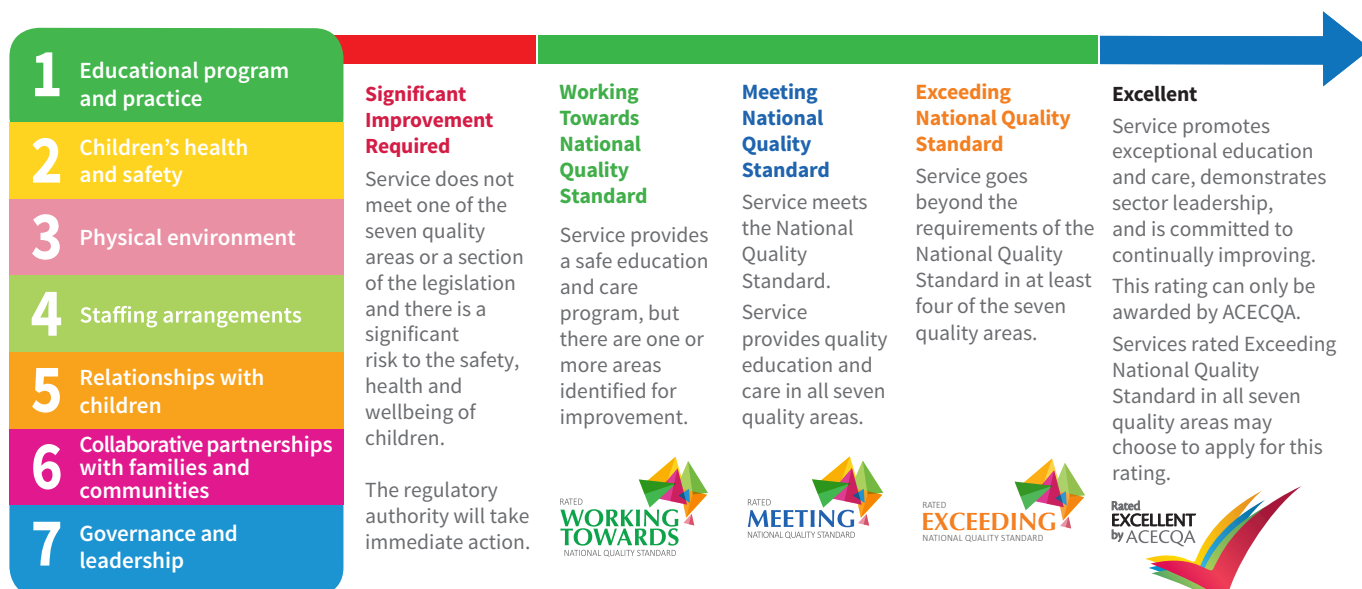 1
Educational program
and practice
2
Children’s health
and safety
3
Physical environment
4
Staffing arrangements
5
Relationships with
children
6
Collaborative partnerships
with families and
communities
7
Governance and
leadership
Significant
Improvement
Required
Service does not
meet one of the
seven quality
areas or a section
of the legislation
and there is a
significant
risk to the safety,
health and
wellbeing of
children.
The regulatory
authority will take
immediate action.
Working
Towards
National
Quality
Standard
Service provides
a safe education
and care
program, but
there are one or
more areas
identified for
improvement.
RATED
WORKING
TOWARDS
NATIONAL QUALITY STANDARD
Meeting
National
Quality
Standard
Service meets
the National
Quality
Standard.
Service
provides quality
education and
care in all seven
quality areas.
RATED
MEETING
NATIONAL QUALITY STANDARD
Exceeding
National Quality
Standard
Service goes
beyond the
requirements of the
National Quality
Standard in at least
four of the seven
quality areas.
RATED
EXCEEDING
NATIONAL QUALITY STANDARD
Excellent
Service promotes
exceptional education
and care, demonstrates
sector leadership,
and is committed to
continually improving.
This rating can only be
awarded by ACECQA.
Services rated Exceeding
National Quality
Standard in all seven
quality areas may
choose to apply for this
rating.
Rated
EXCELLENT
by ACECQA